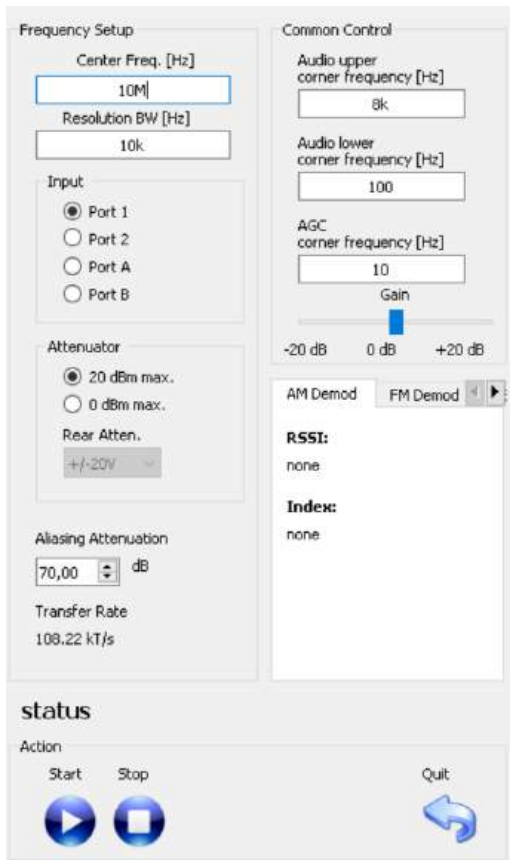 Frequency Setup
Center Freq. [Hz]
10M
Resolution BW [Hz]
10k
Input
Port 1
Port 2
Port A
Port B
Attenuator
20 dBm max.
0 dBm max.
Rear Atten.
+/-20V
Aliasing Attenuation
70,00 dB
Transfer Rate
108.22 kT/s
Common Control
Audio upper
corner frequency [Hz]
8k
Audio lower
corner frequency [Hz]
100
AGC
corner frequency [Hz]
10
Gain
-20 dB 0 dB +20 dB
AM Demod FM Demod
RSSI:
none
Index:
none
status
Action
Start Stop Quit